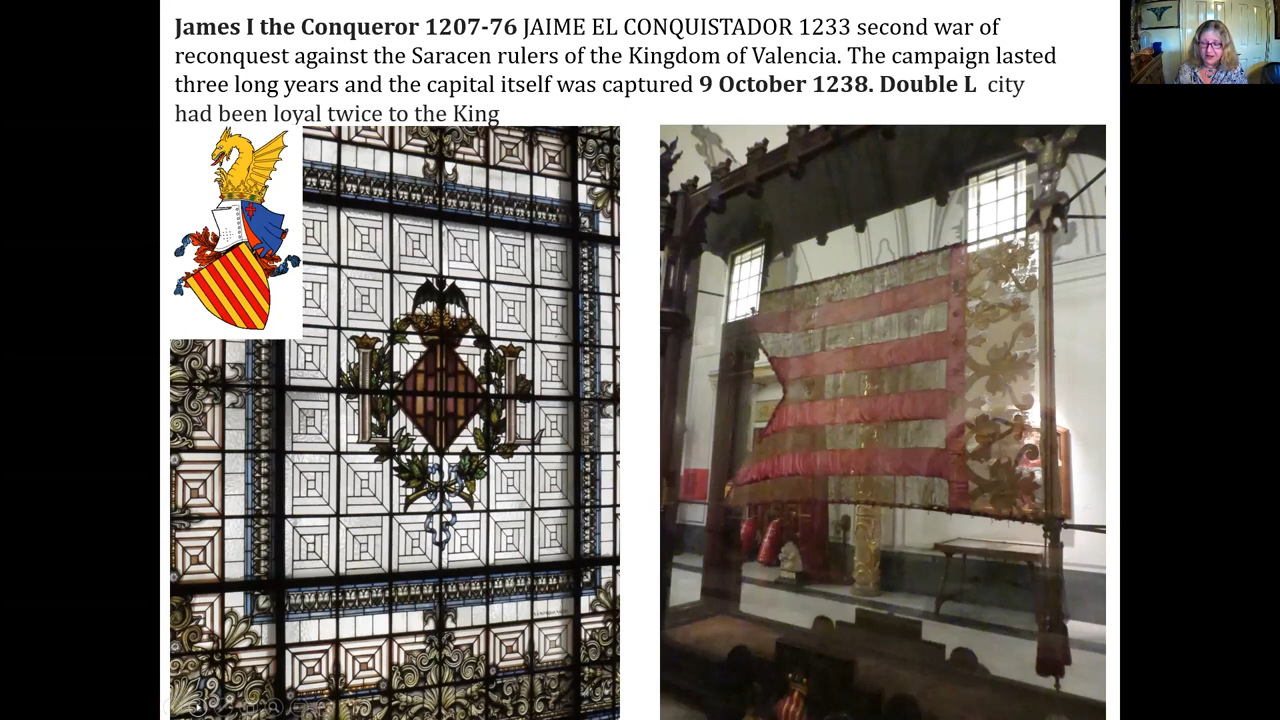 James I the Conqueror 1207-76 JAIME EL CONQUISTADOR 1233 second war of
reconquest against the Saracen rulers of the Kingdom of Valencia. The campaign lasted
three long years and the capital itself was captured 9 October 1238. Double L city
had been loyal twice to the King
L L